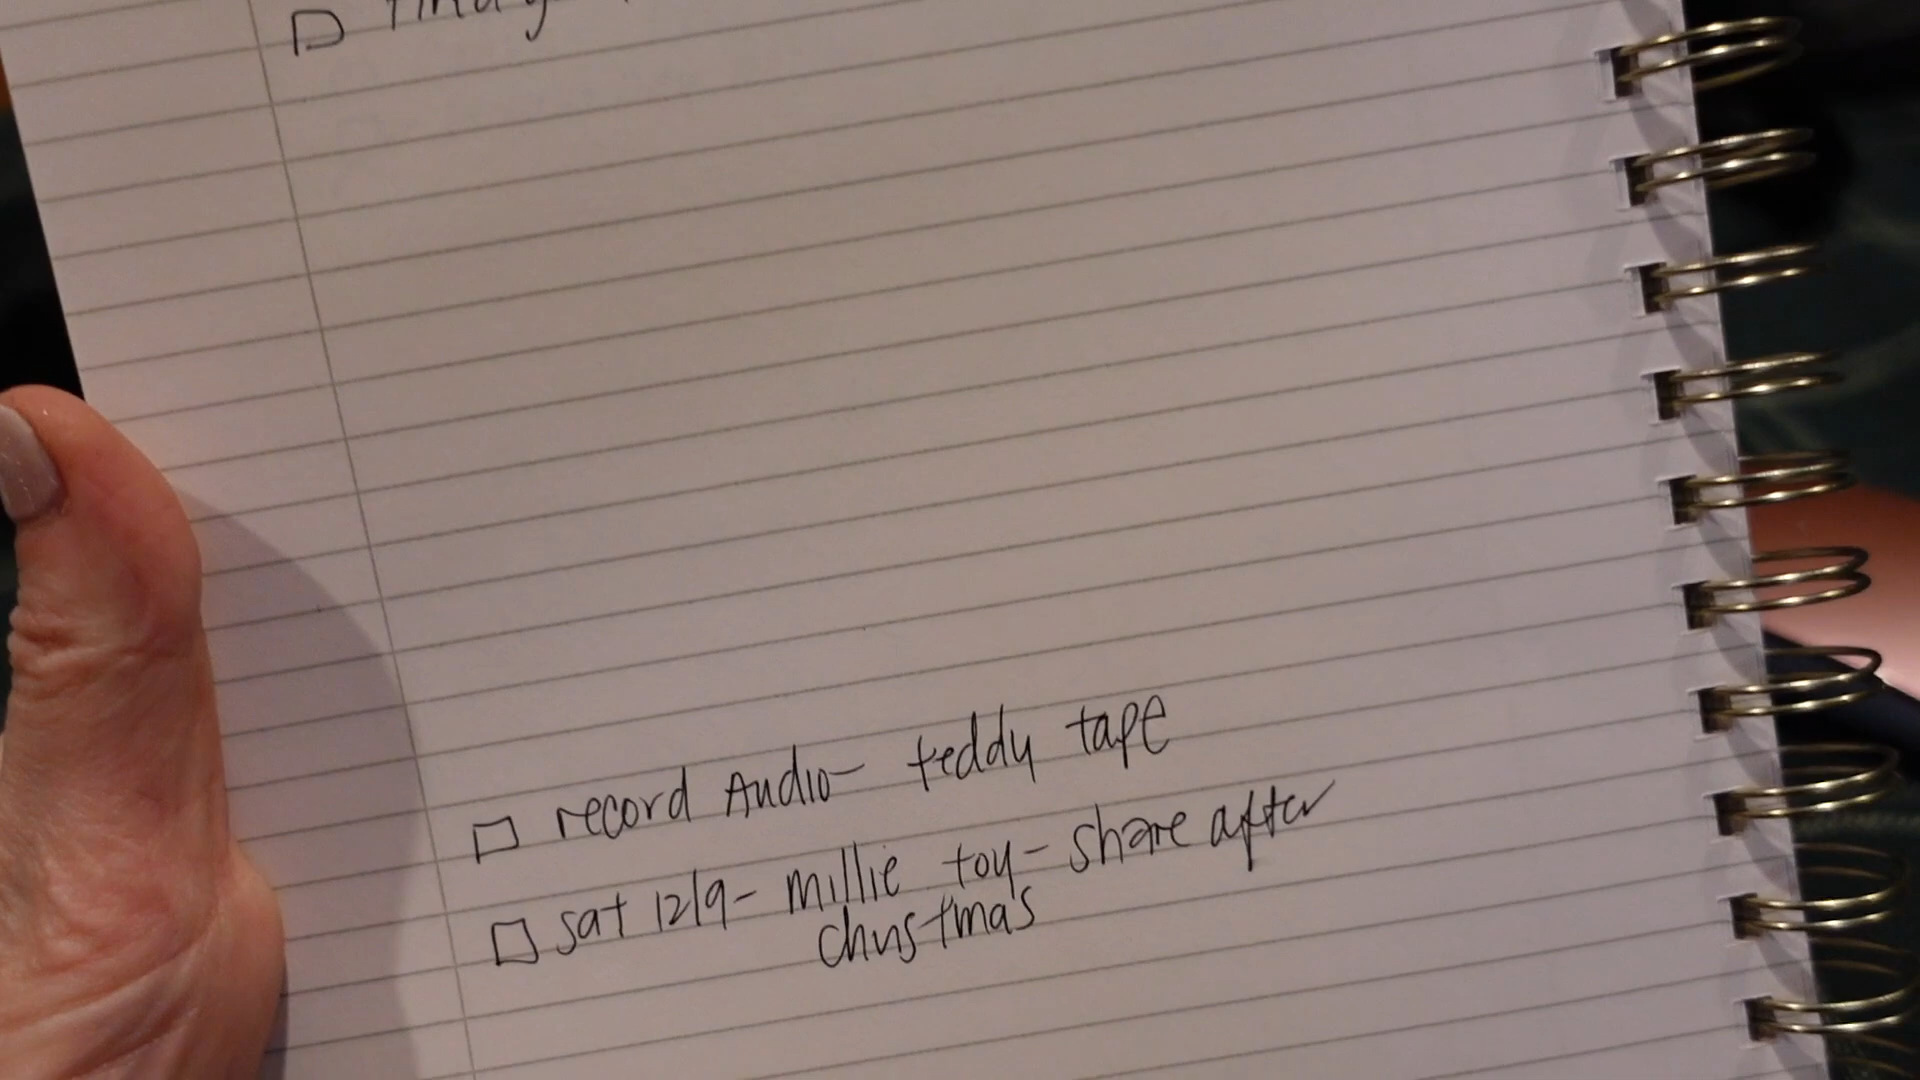 record Audio- teddy tape
sat 12/9- millie toy- share after
christmas